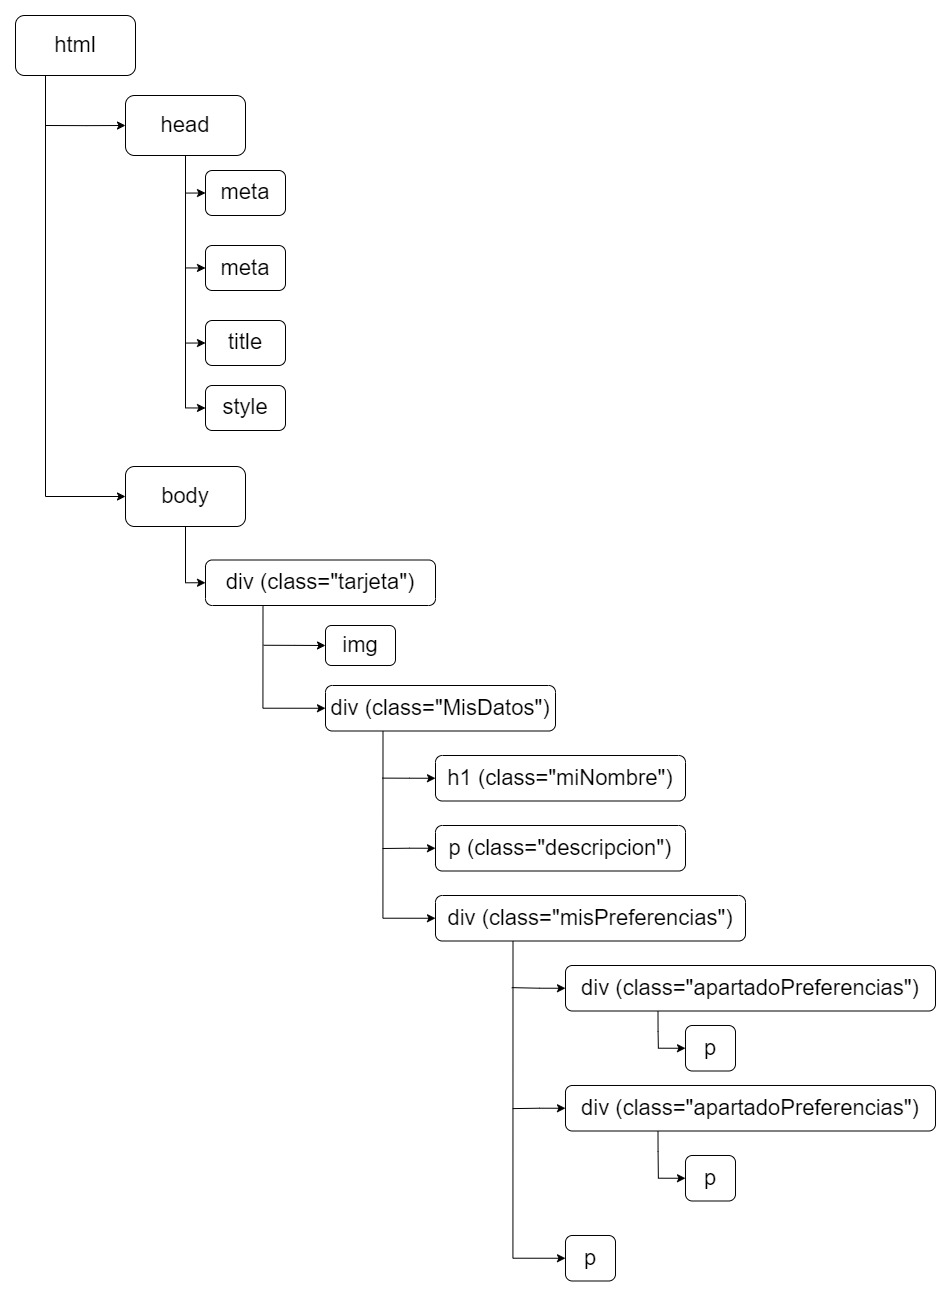 html
head
meta
meta
title
style
body
div (class="tarjeta")
img
div (class="MisDatos")
h1 (class="miNombre")
p (class="descripcion")
div (class="misPreferencias")
div (class="apartadoPreferencias")
p
div (class="apartadoPreferencias")
p
p